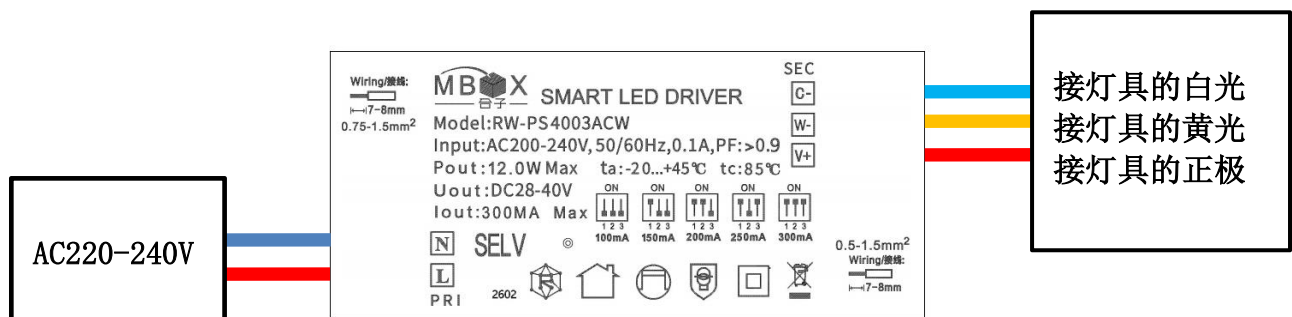 AC220-240V
Wiring/接线:
7-8mm
0.75-1.5mm²
MBOX
合子
SMART LED DRIVER
Model:RW-PS4003ACW
Input:AC200-240V,50/60Hz,0.1A,PF:>0.9
Pout:12.0W Max ta:-20...+45℃ tc:85℃
Uout:DC28-40V
Iout:300MA Max
ON ON ON ON ON
1 2 3 1 2 3 1 2 3 1 2 3 1 2 3
100mA 150mA 200mA 250mA 300mA
N SELV
L
PRI
2602
SEC
C-
W-
V+
0.5-1.5mm²
Wiring/接线:
7-8mm
接灯具的白光
接灯具的黄光
接灯具的正极